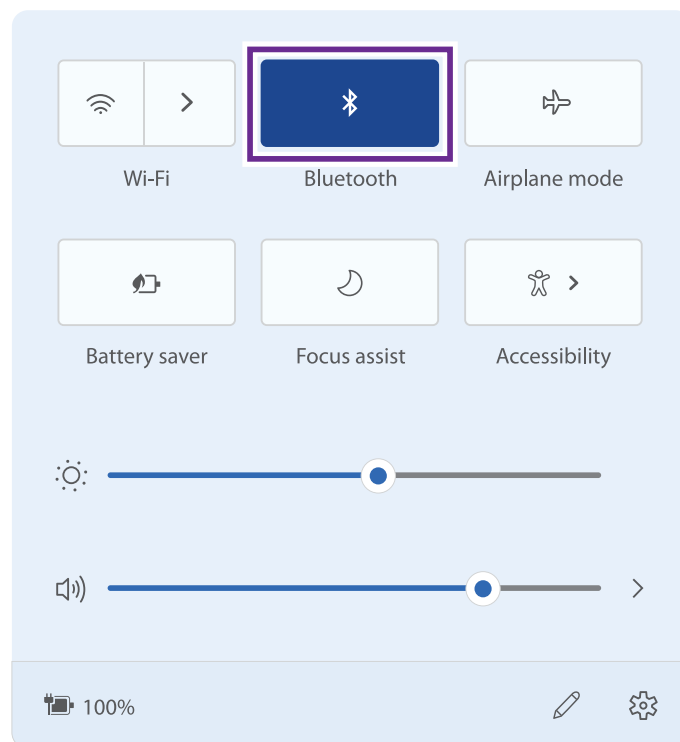 Wi-Fi Bluetooth Airplane mode
Battery saver Focus assist Accessibility
100%